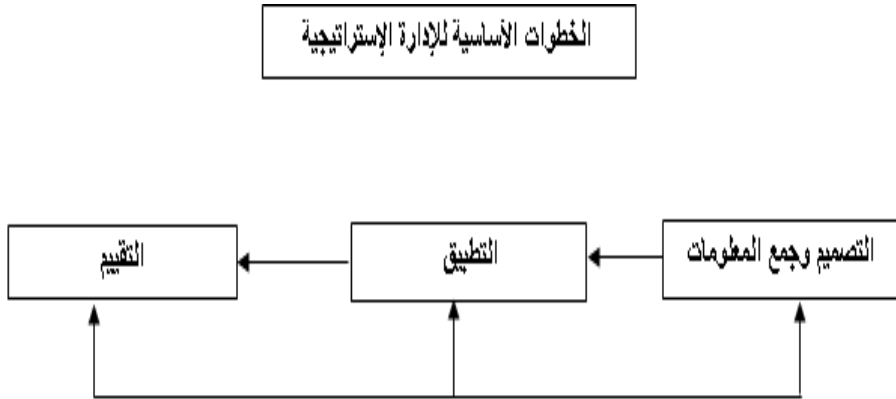 الخطوات الأساسية للإدارة الإستراتيجية
التصميم وجمع المعلومات
التطبيق
التقييم